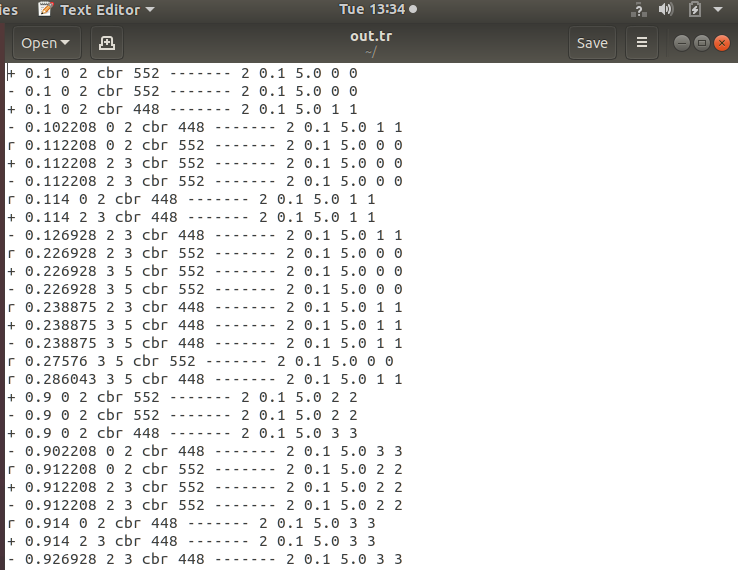 ies Text Editor Tue 13:34
Open out.tr Save
~/
+ 0.1 0 2 cbr 552 ------- 2 0.1 5.0 0 0
- 0.1 0 2 cbr 552 ------- 2 0.1 5.0 0 0
+ 0.1 0 2 cbr 448 ------- 2 0.1 5.0 1 1
- 0.102208 0 2 cbr 448 ------- 2 0.1 5.0 1 1
r 0.112208 0 2 cbr 552 ------- 2 0.1 5.0 0 0
+ 0.112208 2 3 cbr 552 ------- 2 0.1 5.0 0 0
- 0.112208 2 3 cbr 552 ------- 2 0.1 5.0 0 0
r 0.114 0 2 cbr 448 ------- 2 0.1 5.0 1 1
+ 0.114 2 3 cbr 448 ------- 2 0.1 5.0 1 1
- 0.126928 2 3 cbr 448 ------- 2 0.1 5.0 1 1
r 0.226928 2 3 cbr 552 ------- 2 0.1 5.0 0 0
+ 0.226928 3 5 cbr 552 ------- 2 0.1 5.0 0 0
- 0.226928 3 5 cbr 552 ------- 2 0.1 5.0 0 0
r 0.238875 2 3 cbr 448 ------- 2 0.1 5.0 1 1
+ 0.238875 3 5 cbr 448 ------- 2 0.1 5.0 1 1
- 0.238875 3 5 cbr 448 ------- 2 0.1 5.0 1 1
r 0.27576 3 5 cbr 552 ------- 2 0.1 5.0 0 0
r 0.286043 3 5 cbr 448 ------- 2 0.1 5.0 1 1
+ 0.9 0 2 cbr 552 ------- 2 0.1 5.0 2 2
- 0.9 0 2 cbr 552 ------- 2 0.1 5.0 2 2
+ 0.9 0 2 cbr 448 ------- 2 0.1 5.0 3 3
- 0.902208 0 2 cbr 448 ------- 2 0.1 5.0 3 3
r 0.912208 0 2 cbr 552 ------- 2 0.1 5.0 2 2
+ 0.912208 2 3 cbr 552 ------- 2 0.1 5.0 2 2
- 0.912208 2 3 cbr 552 ------- 2 0.1 5.0 2 2
r 0.914 0 2 cbr 448 ------- 2 0.1 5.0 3 3
+ 0.914 2 3 cbr 448 ------- 2 0.1 5.0 3 3
- 0.926928 2 3 cbr 448 ------- 2 0.1 5.0 3 3